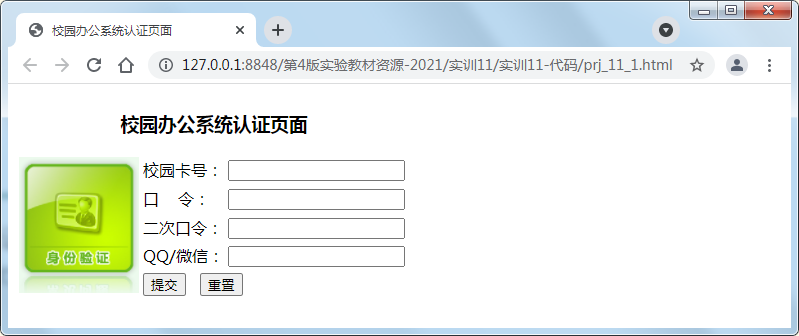 校园办公系统认证页面
127.0.0.1:8848/第4版实验教材资源-2021/实训11/实训11-代码/prj_11_1.html
校园办公系统认证页面
校园卡号：
口 令：
二次口令：
QQ/微信：
身份验证
提交 重置